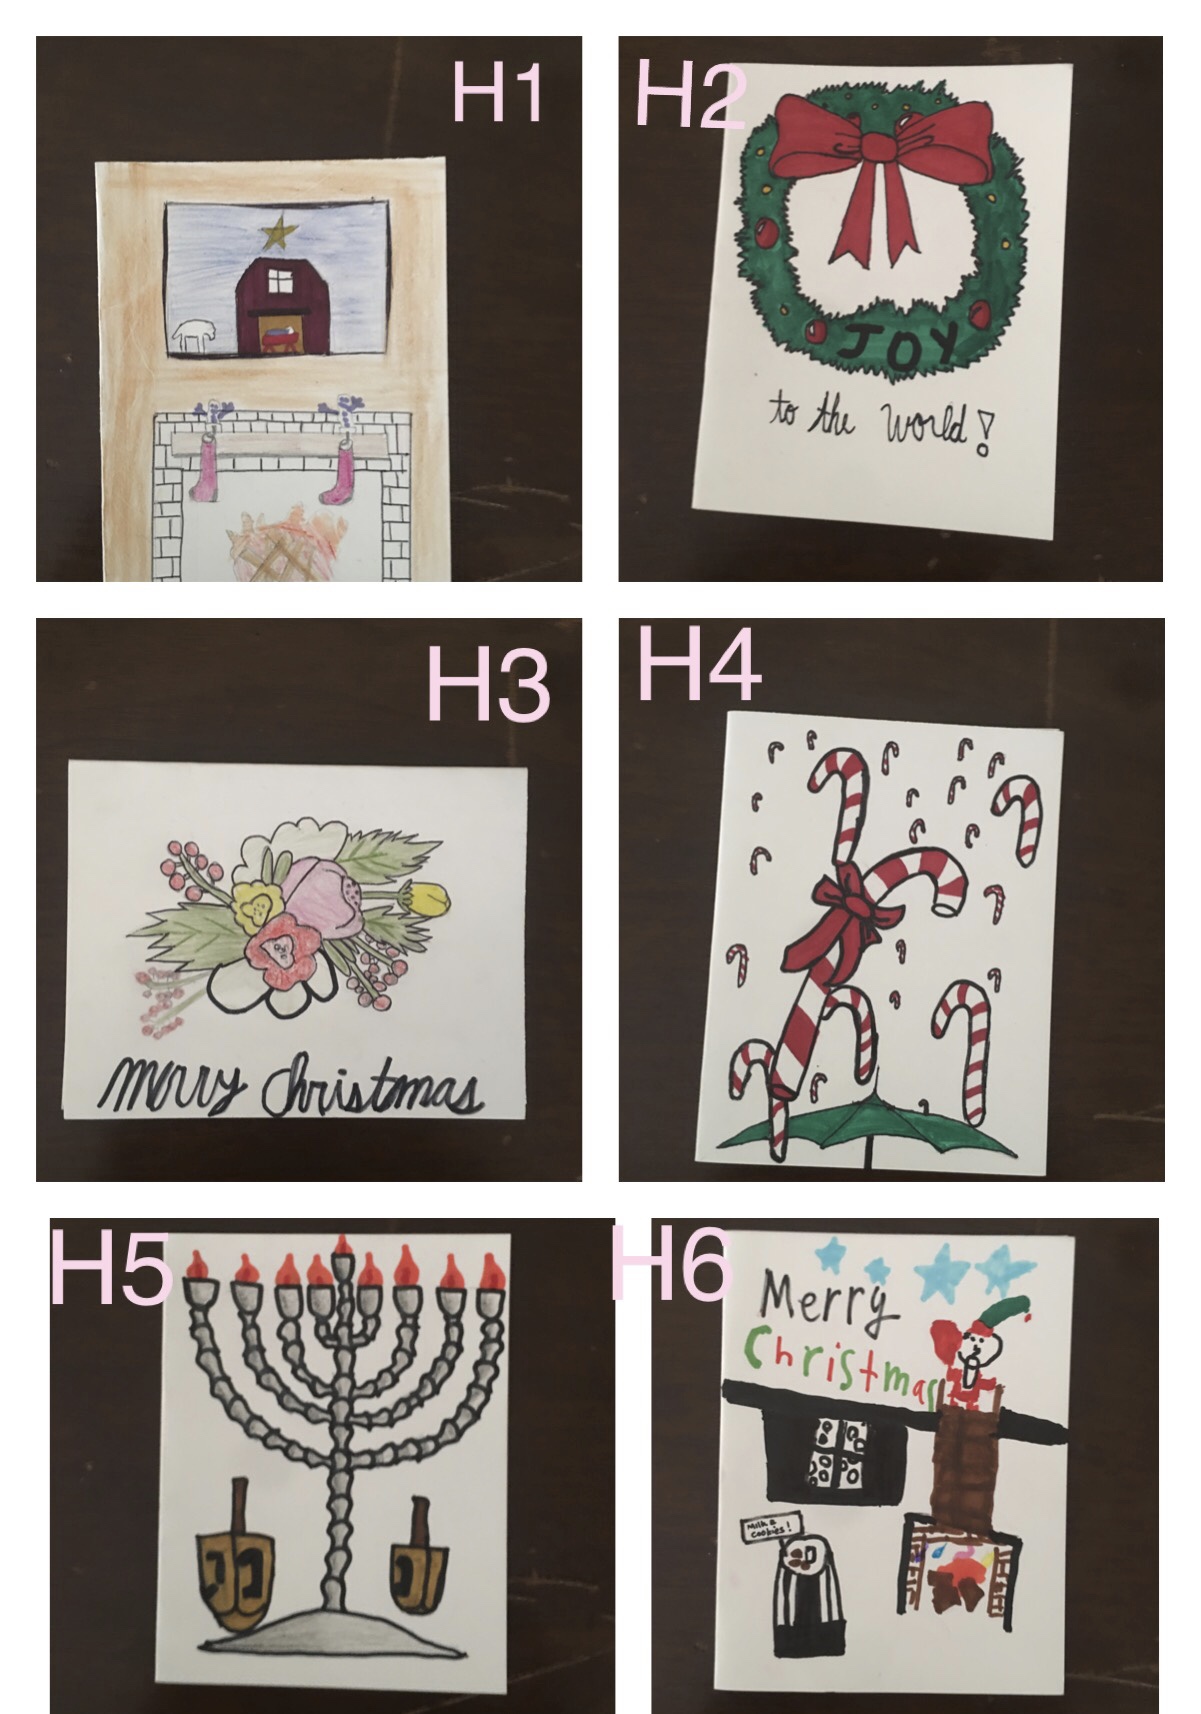 H1
H2
JOY
to the World!
H3
Merry Christmas
H4
H5
H6
Merry
Christmas
Milk &
cookies!